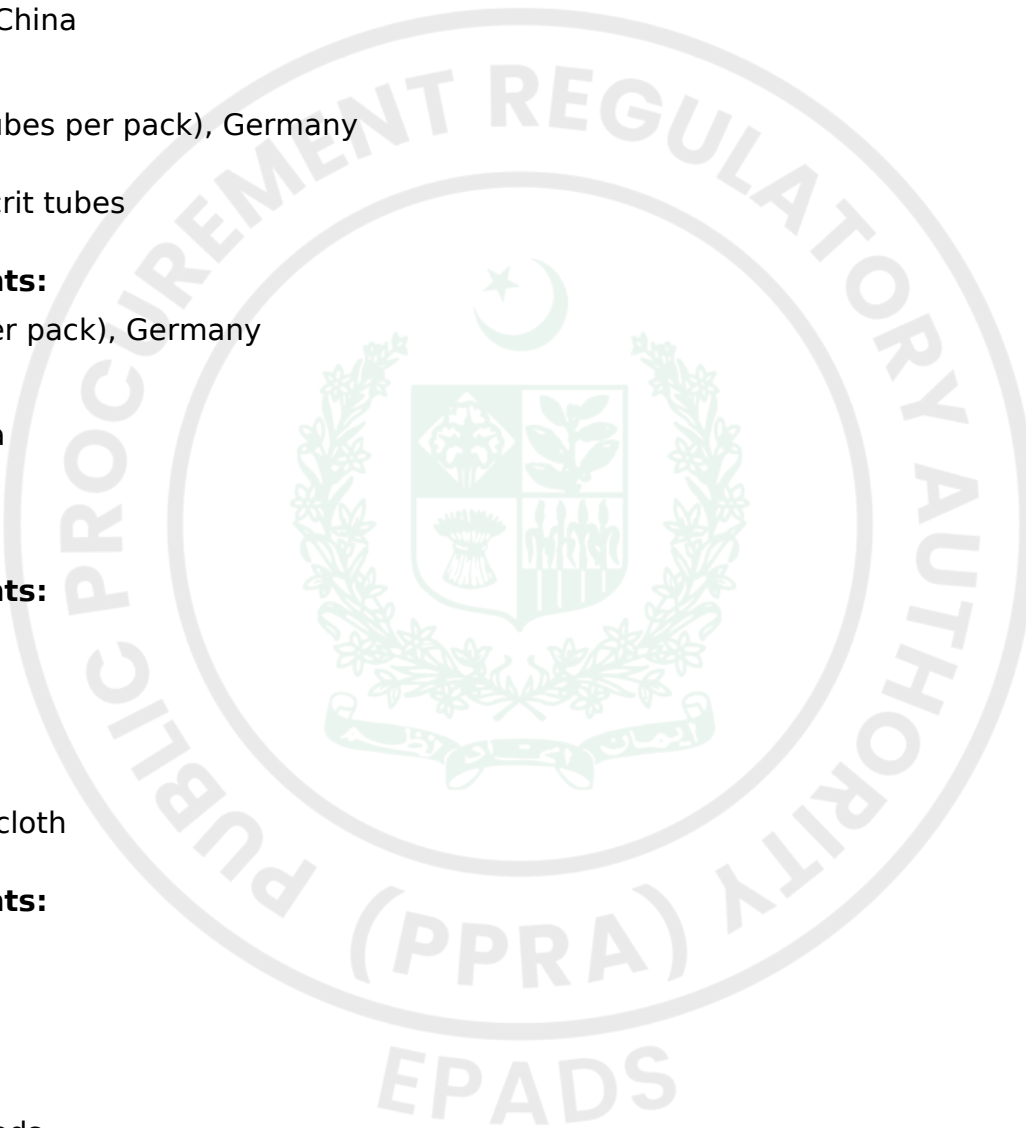 China
ubes per pack), Germany
crit tubes
nts:
er pack), Germany
nts:
cloth
nts:
PUBLIC PROCUREMENT REGULATORY AUTHORITY
(PPRA)
EPADS